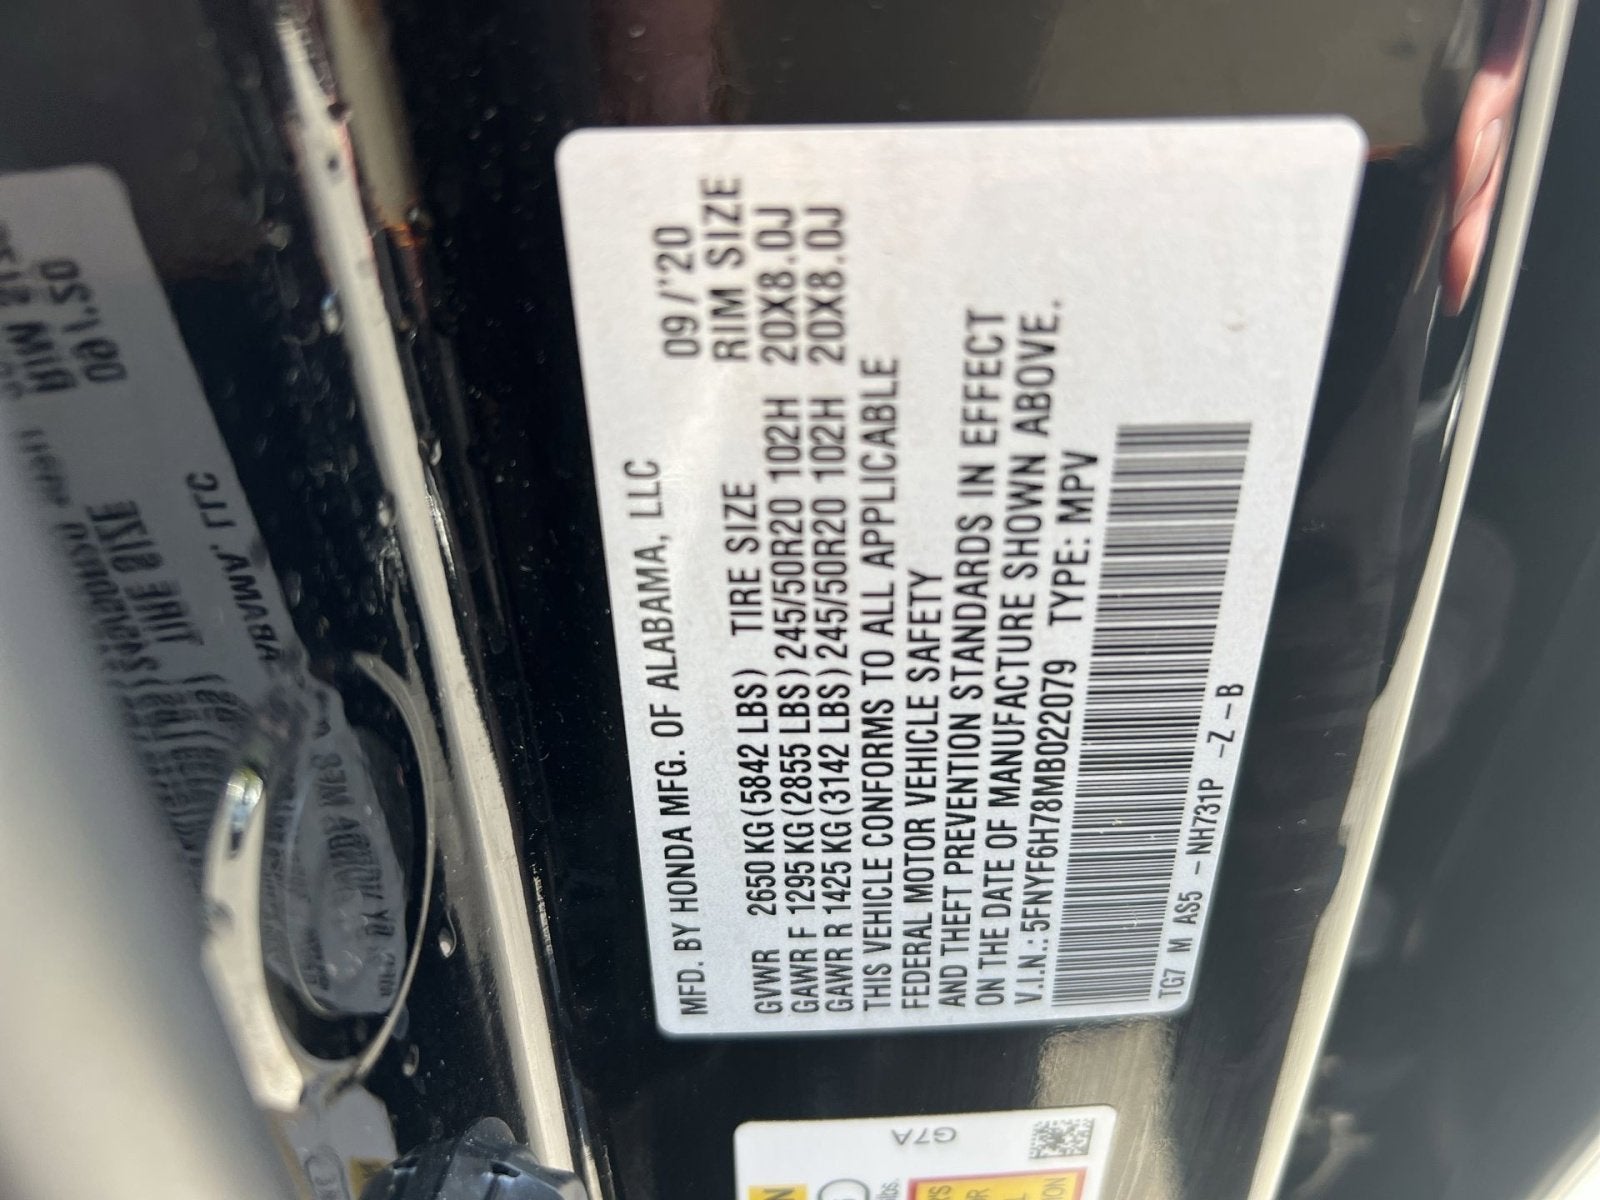 MFD. BY HONDA MFG. OF ALABAMA, LLC 09/'20
GVWR 2650 KG (5842 LBS) TIRE SIZE RIM SIZE
GAWR F 1295 KG (2855 LBS) 245/50R20 102H 20X8.0J
GAWR R 1425 KG (3142 LBS) 245/50R20 102H 20X8.0J
THIS VEHICLE CONFORMS TO ALL APPLICABLE
FEDERAL MOTOR VEHICLE SAFETY
AND THEFT PREVENTION STANDARDS IN EFFECT
ON THE DATE OF MANUFACTURE SHOWN ABOVE.
V.I.N.: 5FNYF6H78MB022079 TYPE: MPV
TG7 M AS5 - NH731P - Z - B
G7A
lbs.